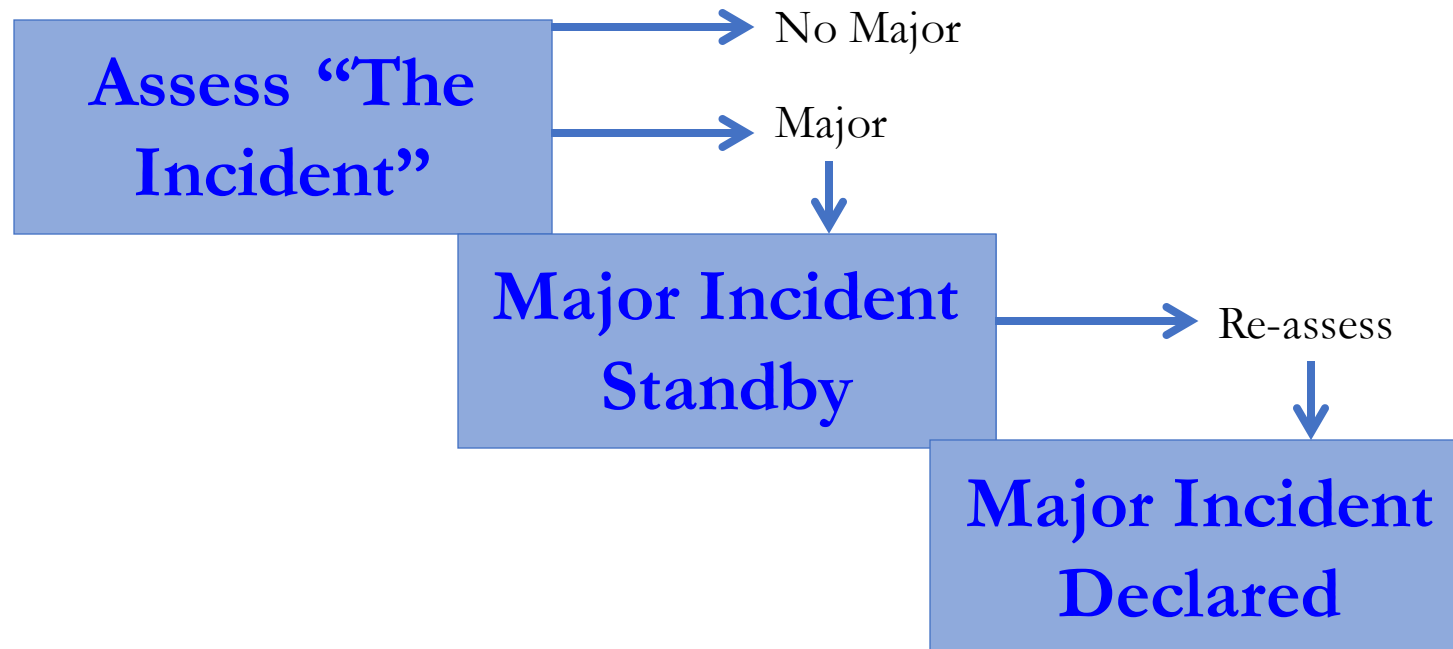 No Major
Assess “The
Incident”
Major
Major Incident
Standby
Re-assess
Major Incident
Declared